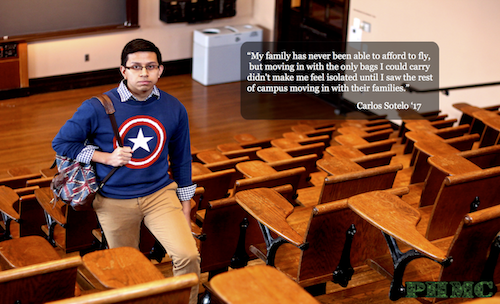 “My family has never been able to afford to fly,
but moving in with the only bags I could carry
didn’t make me feel isolated until I saw the rest
of campus moving in with their families.”
Carlos Sotelo ’17
PHMC